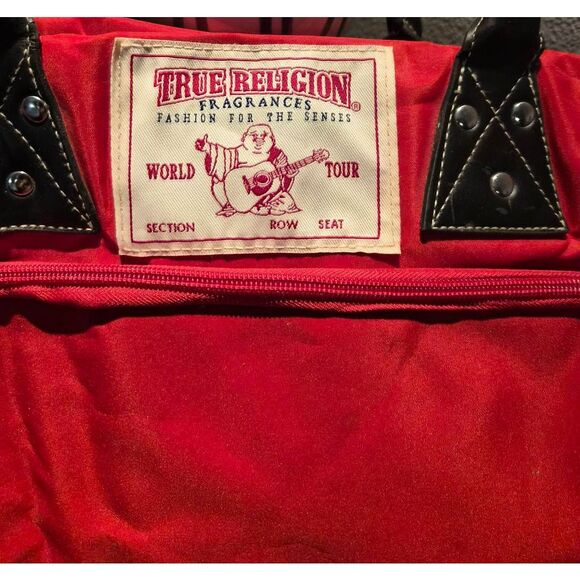 TRUE RELIGION®
FRAGRANCES
FASHION FOR THE SENSES
WORLD TOUR
SECTION ROW SEAT